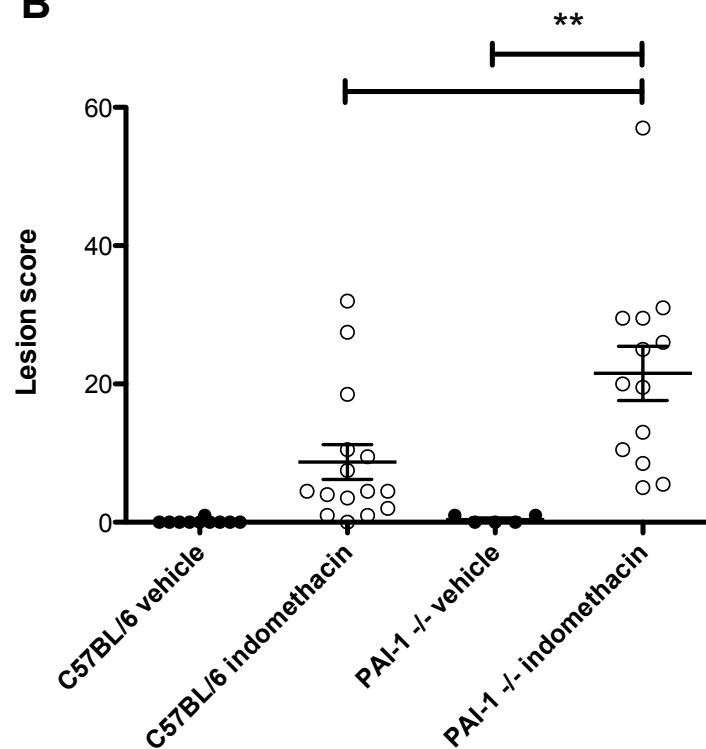 B
**
60
40
20
0
Lesion score
C57BL/6 vehicle
C57BL/6 indomethacin
PAI-1 -/- vehicle
PAI-1 -/- indomethacin